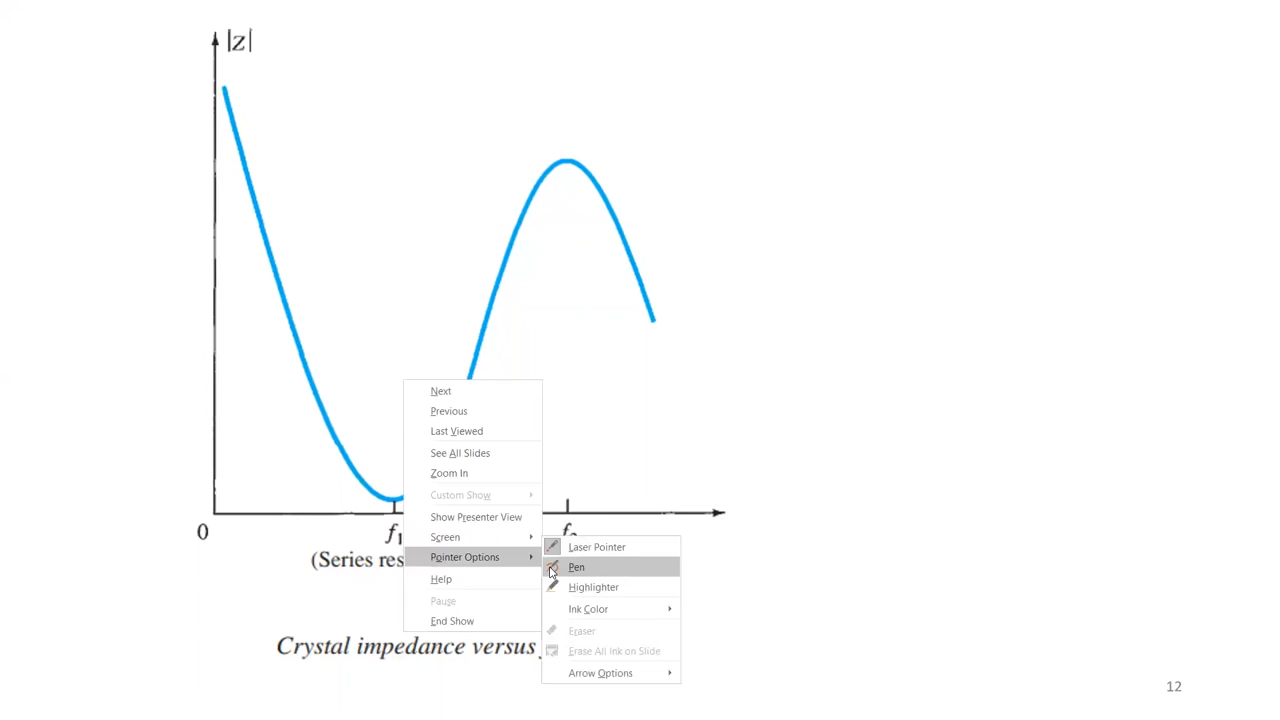 |z|
Next
Previous
Last Viewed
See All Slides
Zoom In
Custom Show
Show Presenter View
0
f₁
f₂
Screen
(Series res
Pointer Options
Laser Pointer
Pen
Help
Highlighter
Pause
Ink Color
End Show
Eraser
Crystal impedance versus
Erase All Ink on Slide
Arrow Options
12